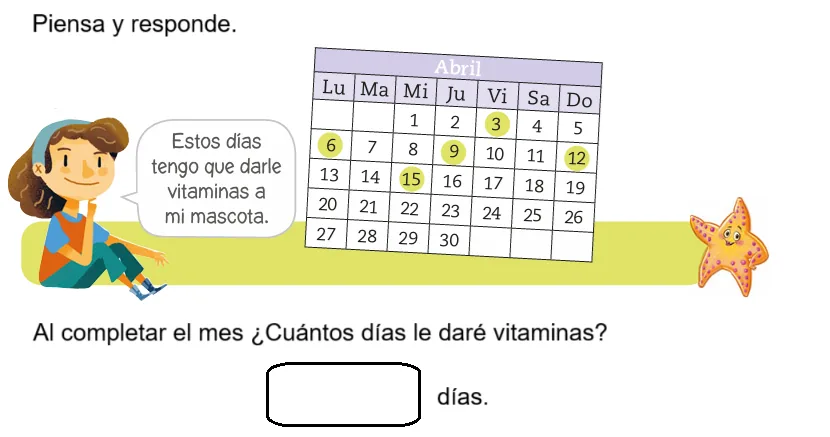 Piensa y responde.
Abril
Lu Ma Mi Ju Vi Sa Do
1 2 3 4 5
6 7 8 9 10 11 12
13 14 15 16 17 18 19
20 21 22 23 24 25 26
27 28 29 30
Estos días
tengo que darle
vitaminas a
mi mascota.
Al completar el mes ¿Cuántos días le daré vitaminas?
días.